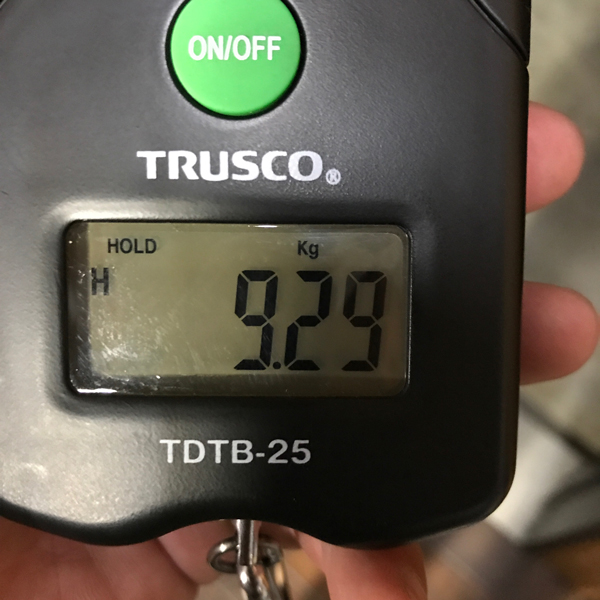 ON/OFF
TRUSCO®
HOLD Kg
H 9.29
TDTB-25